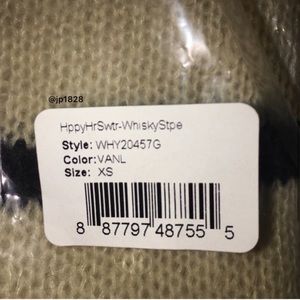 @jp1828
HppyHrSwtr-WhiskyStpe
Style: WHY20457G
Color:VANL
Size: XS
8 87797 48755 5